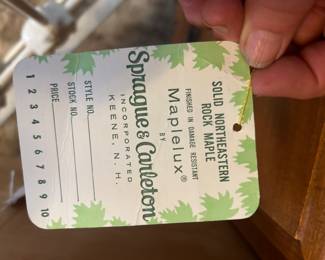 SOLID NORTHEASTERN
ROCK MAPLE
FINISHED IN DAMAGE RESISTANT
Maplelux®
BY
Sprague & Carleton
INCORPORATED
KEENE, N. H.
STYLE NO.
STOCK NO.
PRICE
1 2 3 4 5 6 7 8 9 10